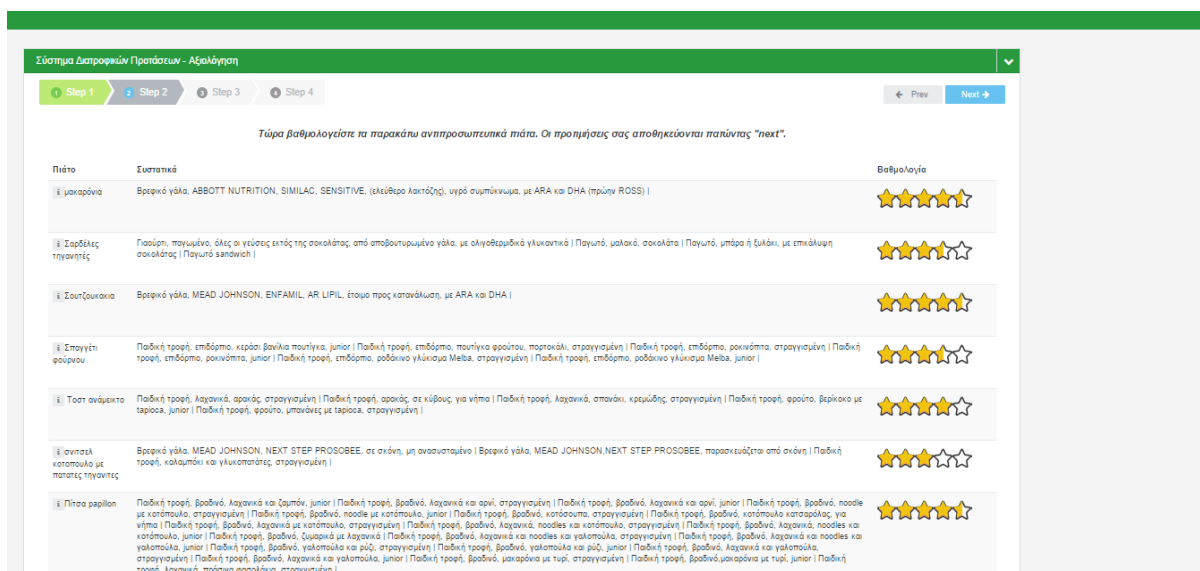 Σύστημα Διατροφικών Προτάσεων - Αξιολόγηση
1 Step 1 2 Step 2 3 Step 3 4 Step 4 Prev Next
Τώρα βαθμολογείστε τα παρακάτω αντιπροσωπευτικά πιάτα. Οι προτιμήσεις σας αποθηκεύονται πατώντας "next".
Πιάτο Συστατικά Βαθμολογία
i μακαρόνια Βρεφικό γάλα, ABBOTT NUTRITION, SIMILAC, SENSITIVE, (ελεύθερο λακτόζης), υγρό συμπύκνωμα, με ARA και DHA (πρώην ROSS) |
i Σαρδέλες Γιαούρτι, παγωμένο, όλες οι γεύσεις εκτός της σοκολάτας, από αποβουτυρωμένο γάλα, με ολιγοθερμιδικά γλυκαντικά | Παγωτό, μαλακό, σοκολάτα | Παγωτό, μπάρα ή ξυλάκι, με επικάλυψη
τηγανητές σοκολάτας | Παγωτό sandwich |
i Σουτζουκακια Βρεφικό γάλα, MEAD JOHNSON, ENFAMIL, AR LIPIL, έτοιμο προς κατανάλωση, με ARA και DHA |
i Σπαγγέτι Παιδική τροφή, επιδόρπιο, κεράσι βανίλια πουτίγκα, junior | Παιδική τροφή, επιδόρπιο, πουτίγκα φρούτου, πορτοκάλι, στραγγισμένη | Παιδική τροφή, επιδόρπιο, ροκινόπιτα, στραγγισμένη | Παιδική
φούρνου τροφή, επιδόρπιο, ροκινόπιτα, junior | Παιδική τροφή, επιδόρπιο, ροδάκινο γλύκισμα Melba, στραγγισμένη | Παιδική τροφή, επιδόρπιο, ροδάκινο γλύκισμα Melba, junior |
i Τοστ ανάμεικτο Παιδική τροφή, λαχανικά, αρακάς, στραγγισμένη | Παιδική τροφή, αρακάς, σε κύβους, για νήπια | Παιδική τροφή, λαχανικά, σπανάκι, κρεμώδης, στραγγισμένη | Παιδική τροφή, φρούτο, βερίκοκο με
tapioca, junior | Παιδική τροφή, φρούτο, μπανάνες με tapioca, στραγγισμένη |
i σνιτσελ Βρεφικό γάλα, MEAD JOHNSON, NEXT STEP PROSOBEE, σε σκόνη, μη ανασυσταμένο | Βρεφικό γάλα, MEAD JOHNSON,NEXT STEP PROSOBEE, παρασκευάζεται από σκόνη | Παιδική
κοτοπουλο με τροφή, καλαμπόκι και γλυκοπατάτες, στραγγισμένη |
πατατες τηγανιτες
i Πίτσα papillon Παιδική τροφή, βραδινό, λαχανικά και ζαμπόν, junior | Παιδική τροφή, βραδινό, λαχανικά και αρνί, στραγγισμένη | Παιδική τροφή, βραδινό, λαχανικά και αρνί, junior | Παιδική τροφή, βραδινό, noodle
με κοτόπουλο, στραγγισμένη | Παιδική τροφή, βραδινό, noodle με κοτόπουλο, junior | Παιδική τροφή, βραδινό, κοτόσουπα, στραγγισμένη | Παιδική τροφή, βραδινό, κοτόπουλο κατσαρόλας, για
νήπια | Παιδική τροφή, βραδινό, λαχανικά με κοτόπουλο, στραγγισμένη | Παιδική τροφή, βραδινό, λαχανικά, noodles και κοτόπουλο, στραγγισμένη | Παιδική τροφή, βραδινό, λαχανικά, noodles και
κοτόπουλο, junior | Παιδική τροφή, βραδινό, ζυμαρικά με λαχανικά | Παιδική τροφή, βραδινό, λαχανικά και noodles και γαλοπούλα, στραγγισμένη | Παιδική τροφή, βραδινό, λαχανικά και noodles και
γαλοπούλα, junior | Παιδική τροφή, βραδινό, γαλοπούλα και ρύζι, στραγγισμένη | Παιδική τροφή, βραδινό, γαλοπούλα και ρύζι, junior | Παιδική τροφή, βραδινό, λαχανικά και γαλοπούλα,
στραγγισμένη | Παιδική τροφή, βραδινό, λαχανικά και γαλοπούλα, junior | Παιδική τροφή, βραδινό, μακαρόνια με τυρί, στραγγισμένη | Παιδική τροφή, βραδινό,μακαρόνια με τυρί, junior | Παιδική
τροφή, λαχανικά, πράσινα φασολάκια, στραγγισμένη |